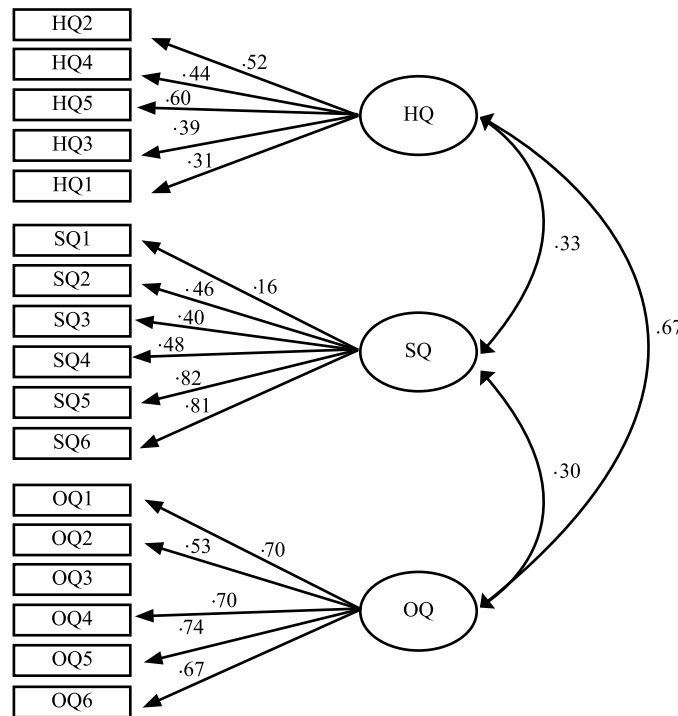 HQ2
HQ4
HQ5
HQ3
HQ1
.52
.44
.60
.39
.31
HQ
SQ1
SQ2
SQ3
SQ4
SQ5
SQ6
.16
.46
.40
.48
.82
.81
SQ
OQ1
OQ2
OQ3
OQ4
OQ5
OQ6
.70
.53
.70
.74
.67
OQ
.33
.67
.30